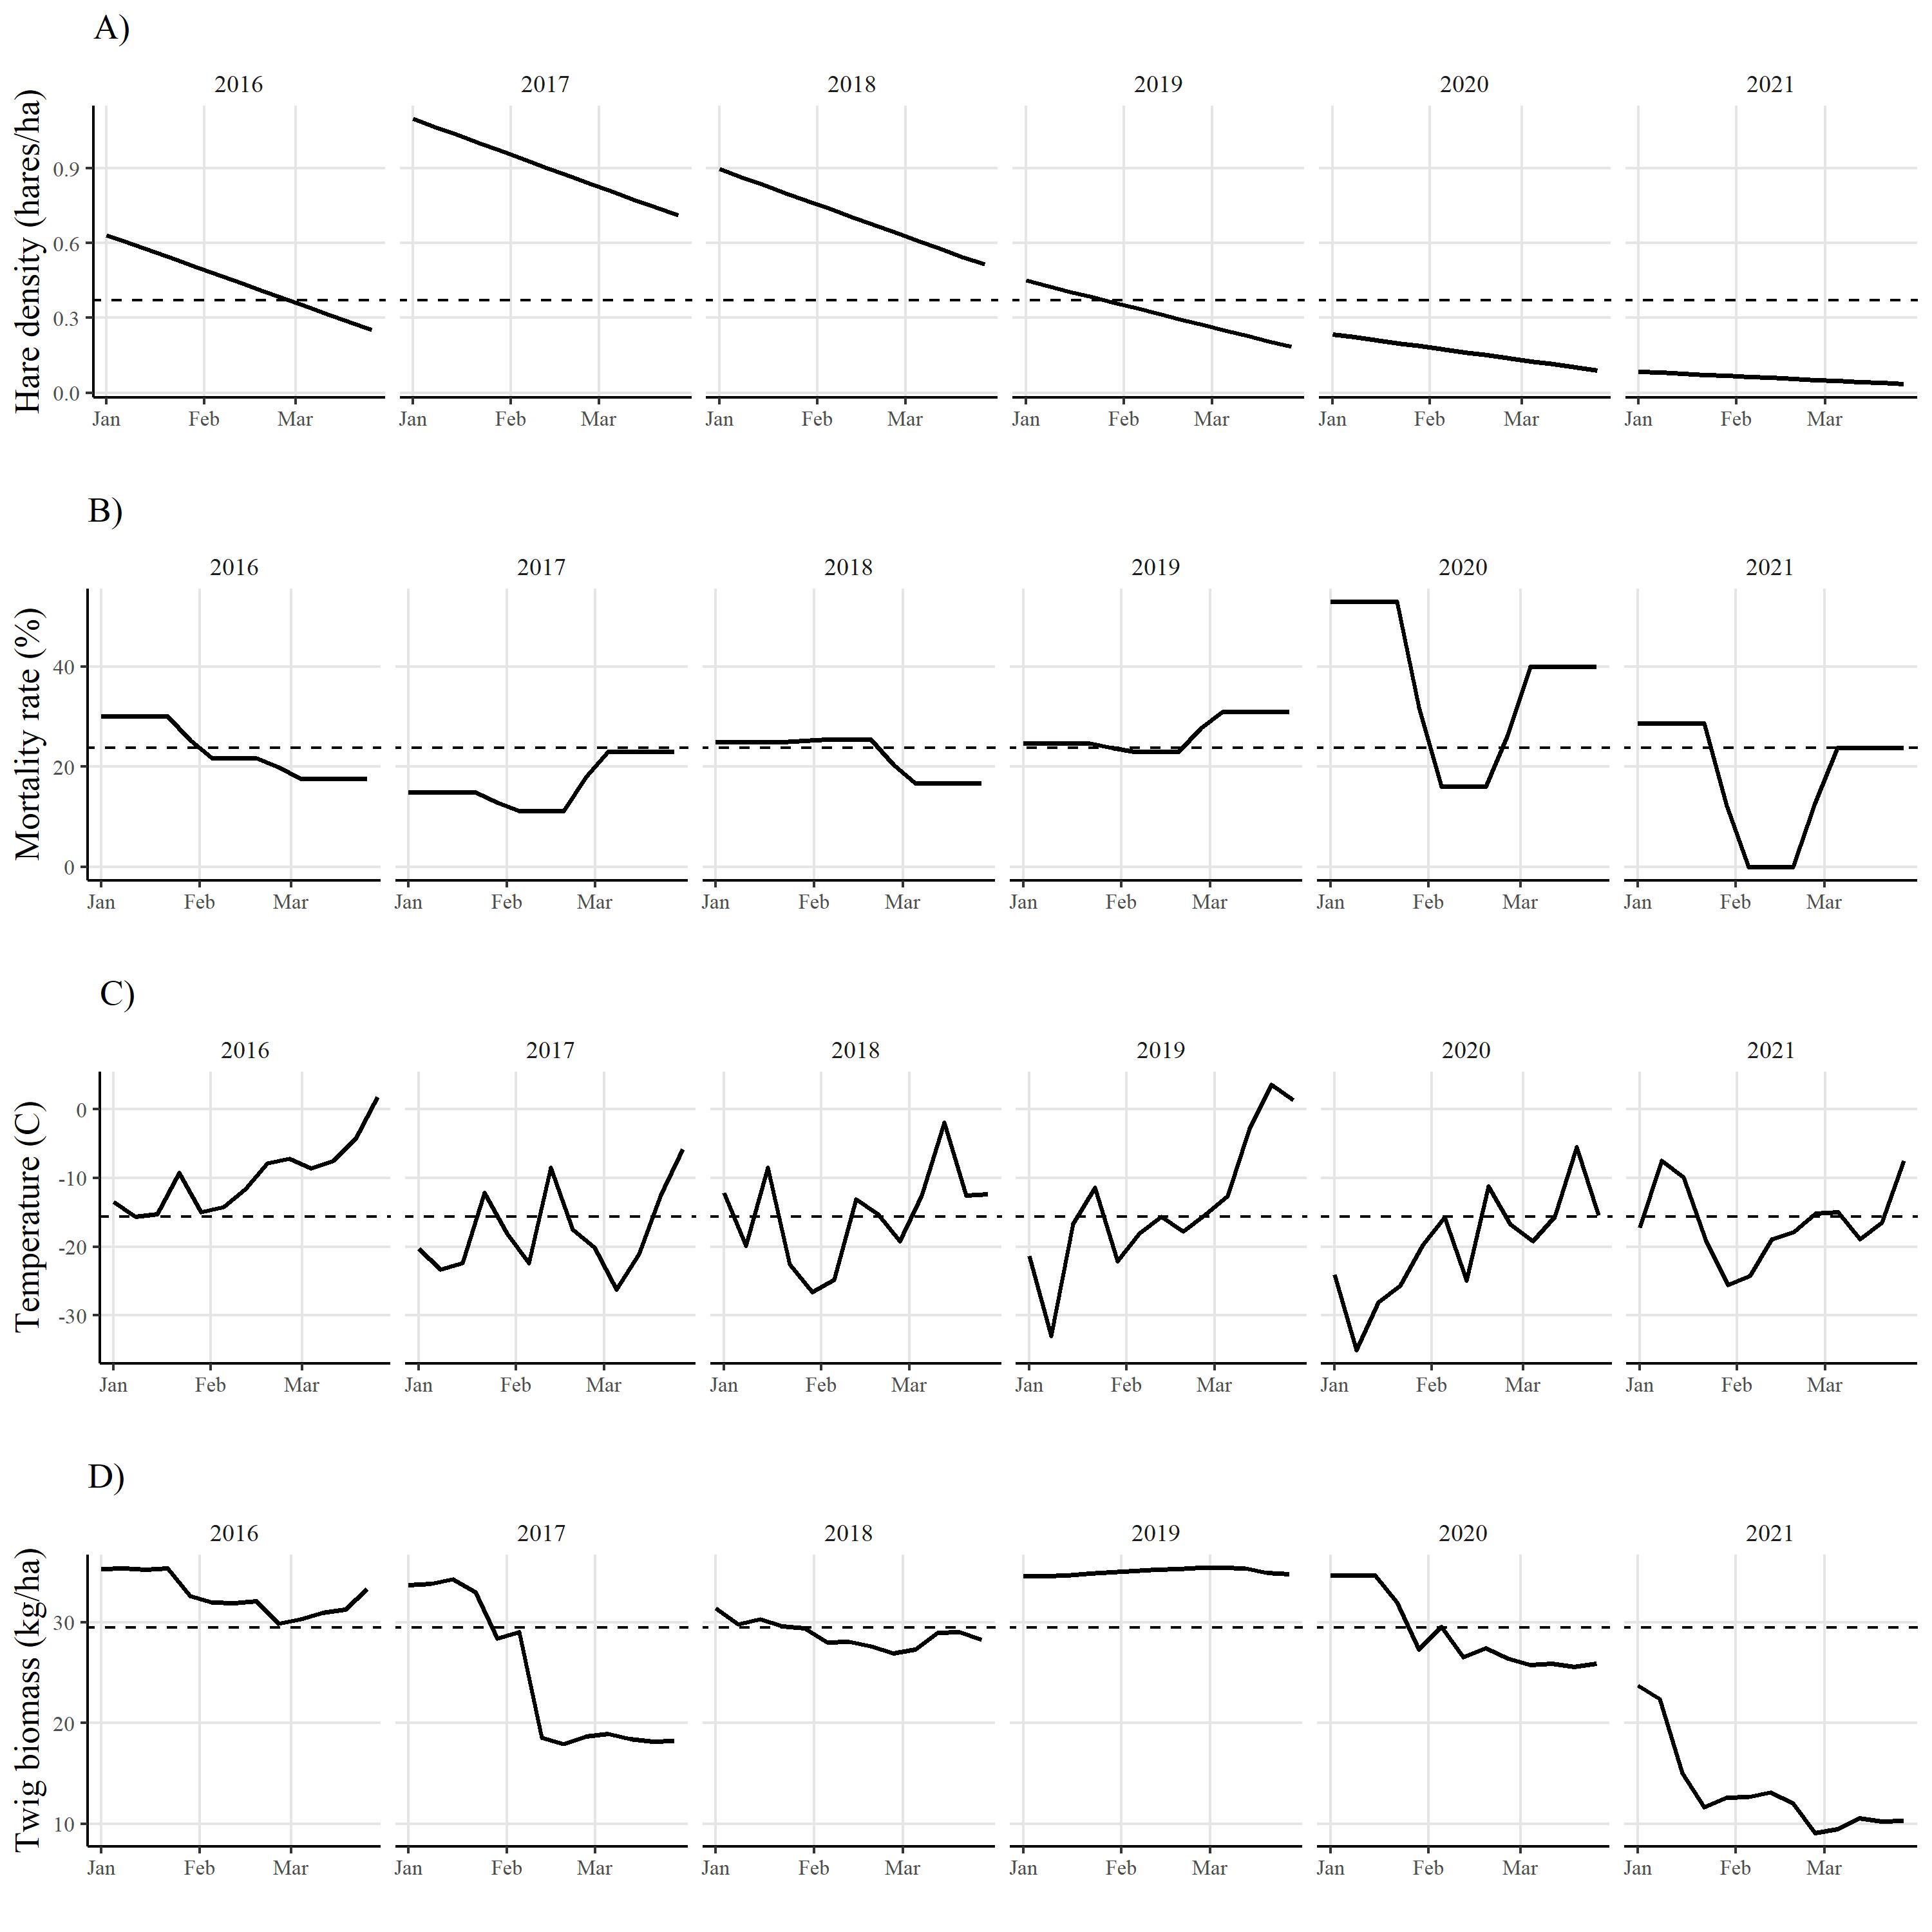 A)
2016 2017 2018 2019 2020 2021
Hare density (hares/ha)
0.9
0.6
0.3
0.0
Jan Feb Mar Jan Feb Mar Jan Feb Mar Jan Feb Mar Jan Feb Mar Jan Feb Mar
B)
2016 2017 2018 2019 2020 2021
Mortality rate (%)
40
20
0
Jan Feb Mar Jan Feb Mar Jan Feb Mar Jan Feb Mar Jan Feb Mar Jan Feb Mar
C)
2016 2017 2018 2019 2020 2021
Temperature (C)
0
-10
-20
-30
Jan Feb Mar Jan Feb Mar Jan Feb Mar Jan Feb Mar Jan Feb Mar Jan Feb Mar
D)
2016 2017 2018 2019 2020 2021
Twig biomass (kg/ha)
30
20
10
Jan Feb Mar Jan Feb Mar Jan Feb Mar Jan Feb Mar Jan Feb Mar Jan Feb Mar